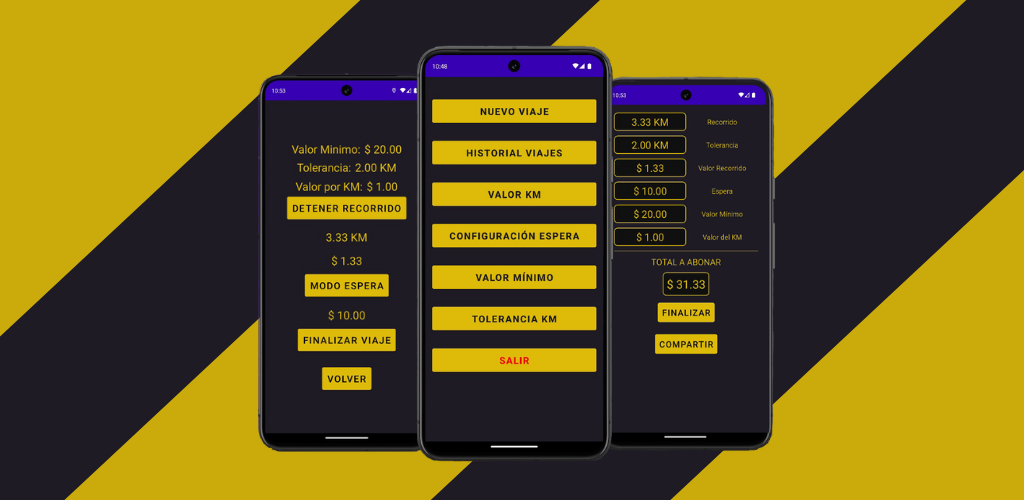 10:53
Valor Minimo: $ 20.00
Tolerancia: 2.00 KM
Valor por KM: $ 1.00
DETENER RECORRIDO
3.33 KM
$ 1.33
MODO ESPERA
$ 10.00
FINALIZAR VIAJE
VOLVER
10:48
NUEVO VIAJE
HISTORIAL VIAJES
VALOR KM
CONFIGURACIÓN ESPERA
VALOR MÍNIMO
TOLERANCIA KM
SALIR
10:53
3.33 KM Recorrido
2.00 KM Tolerancia
$ 1.33 Valor Recorrido
$ 10.00 Espera
$ 20.00 Valor Mínimo
$ 1.00 Valor del KM
TOTAL A ABONAR
$ 31.33
FINALIZAR
COMPARTIR